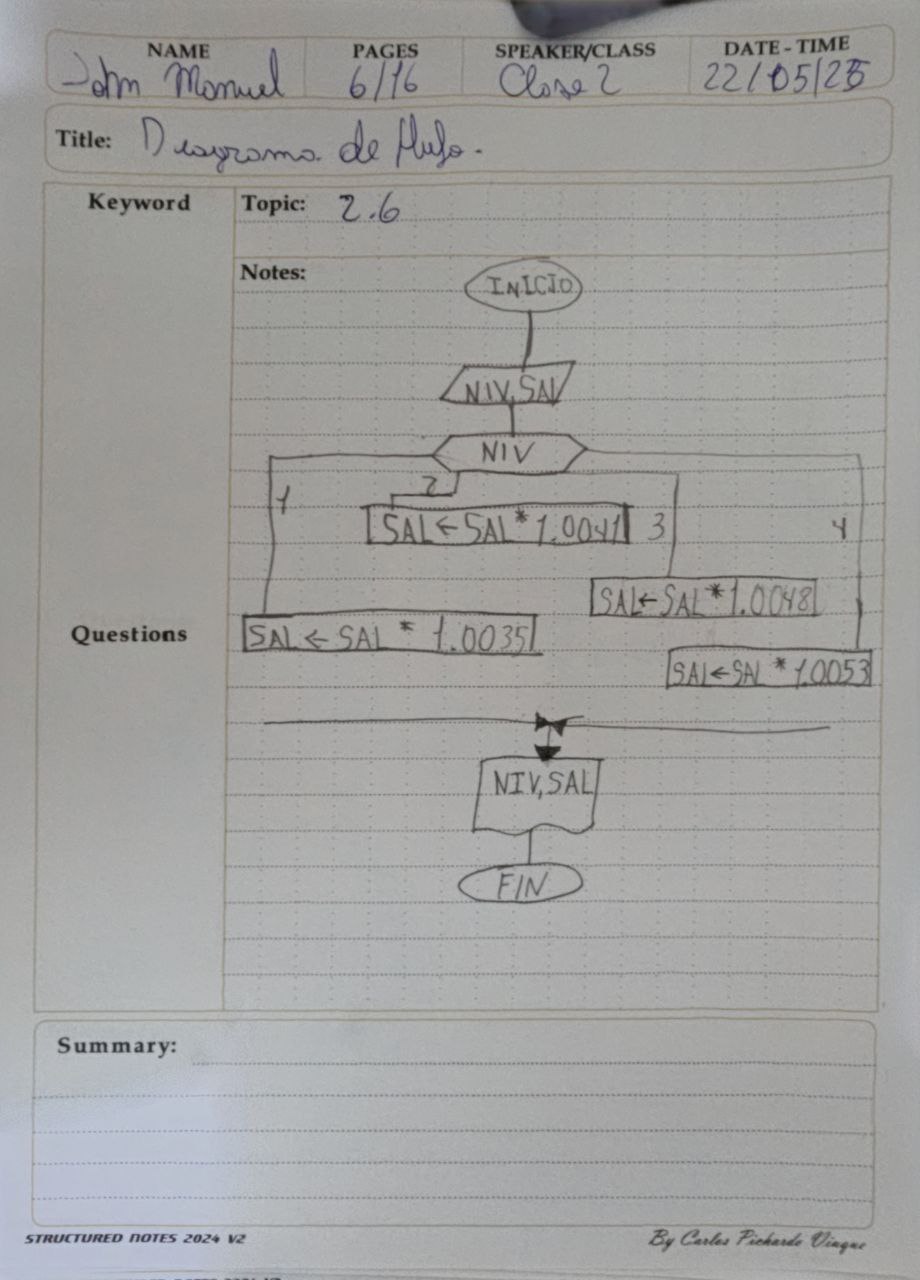 NAME PAGES SPEAKER/CLASS DATE - TIME
John Manuel 6/16 Clase 2 22/05/25
Title: Diagrama de flujo.
Keyword
Topic: 2.6
Notes:
INICIO
NIV,SAL
NIV
1
2
SAL←SAL*1.0041
3
4
SAL←SAL*1.0048
Questions
SAL ← SAL * 1.0035
SAL←SAL *1.0053
NIV,SAL
FIN
Summary:
STRUCTURED NOTES 2024 V2
By Carlos Pichardo Viuque